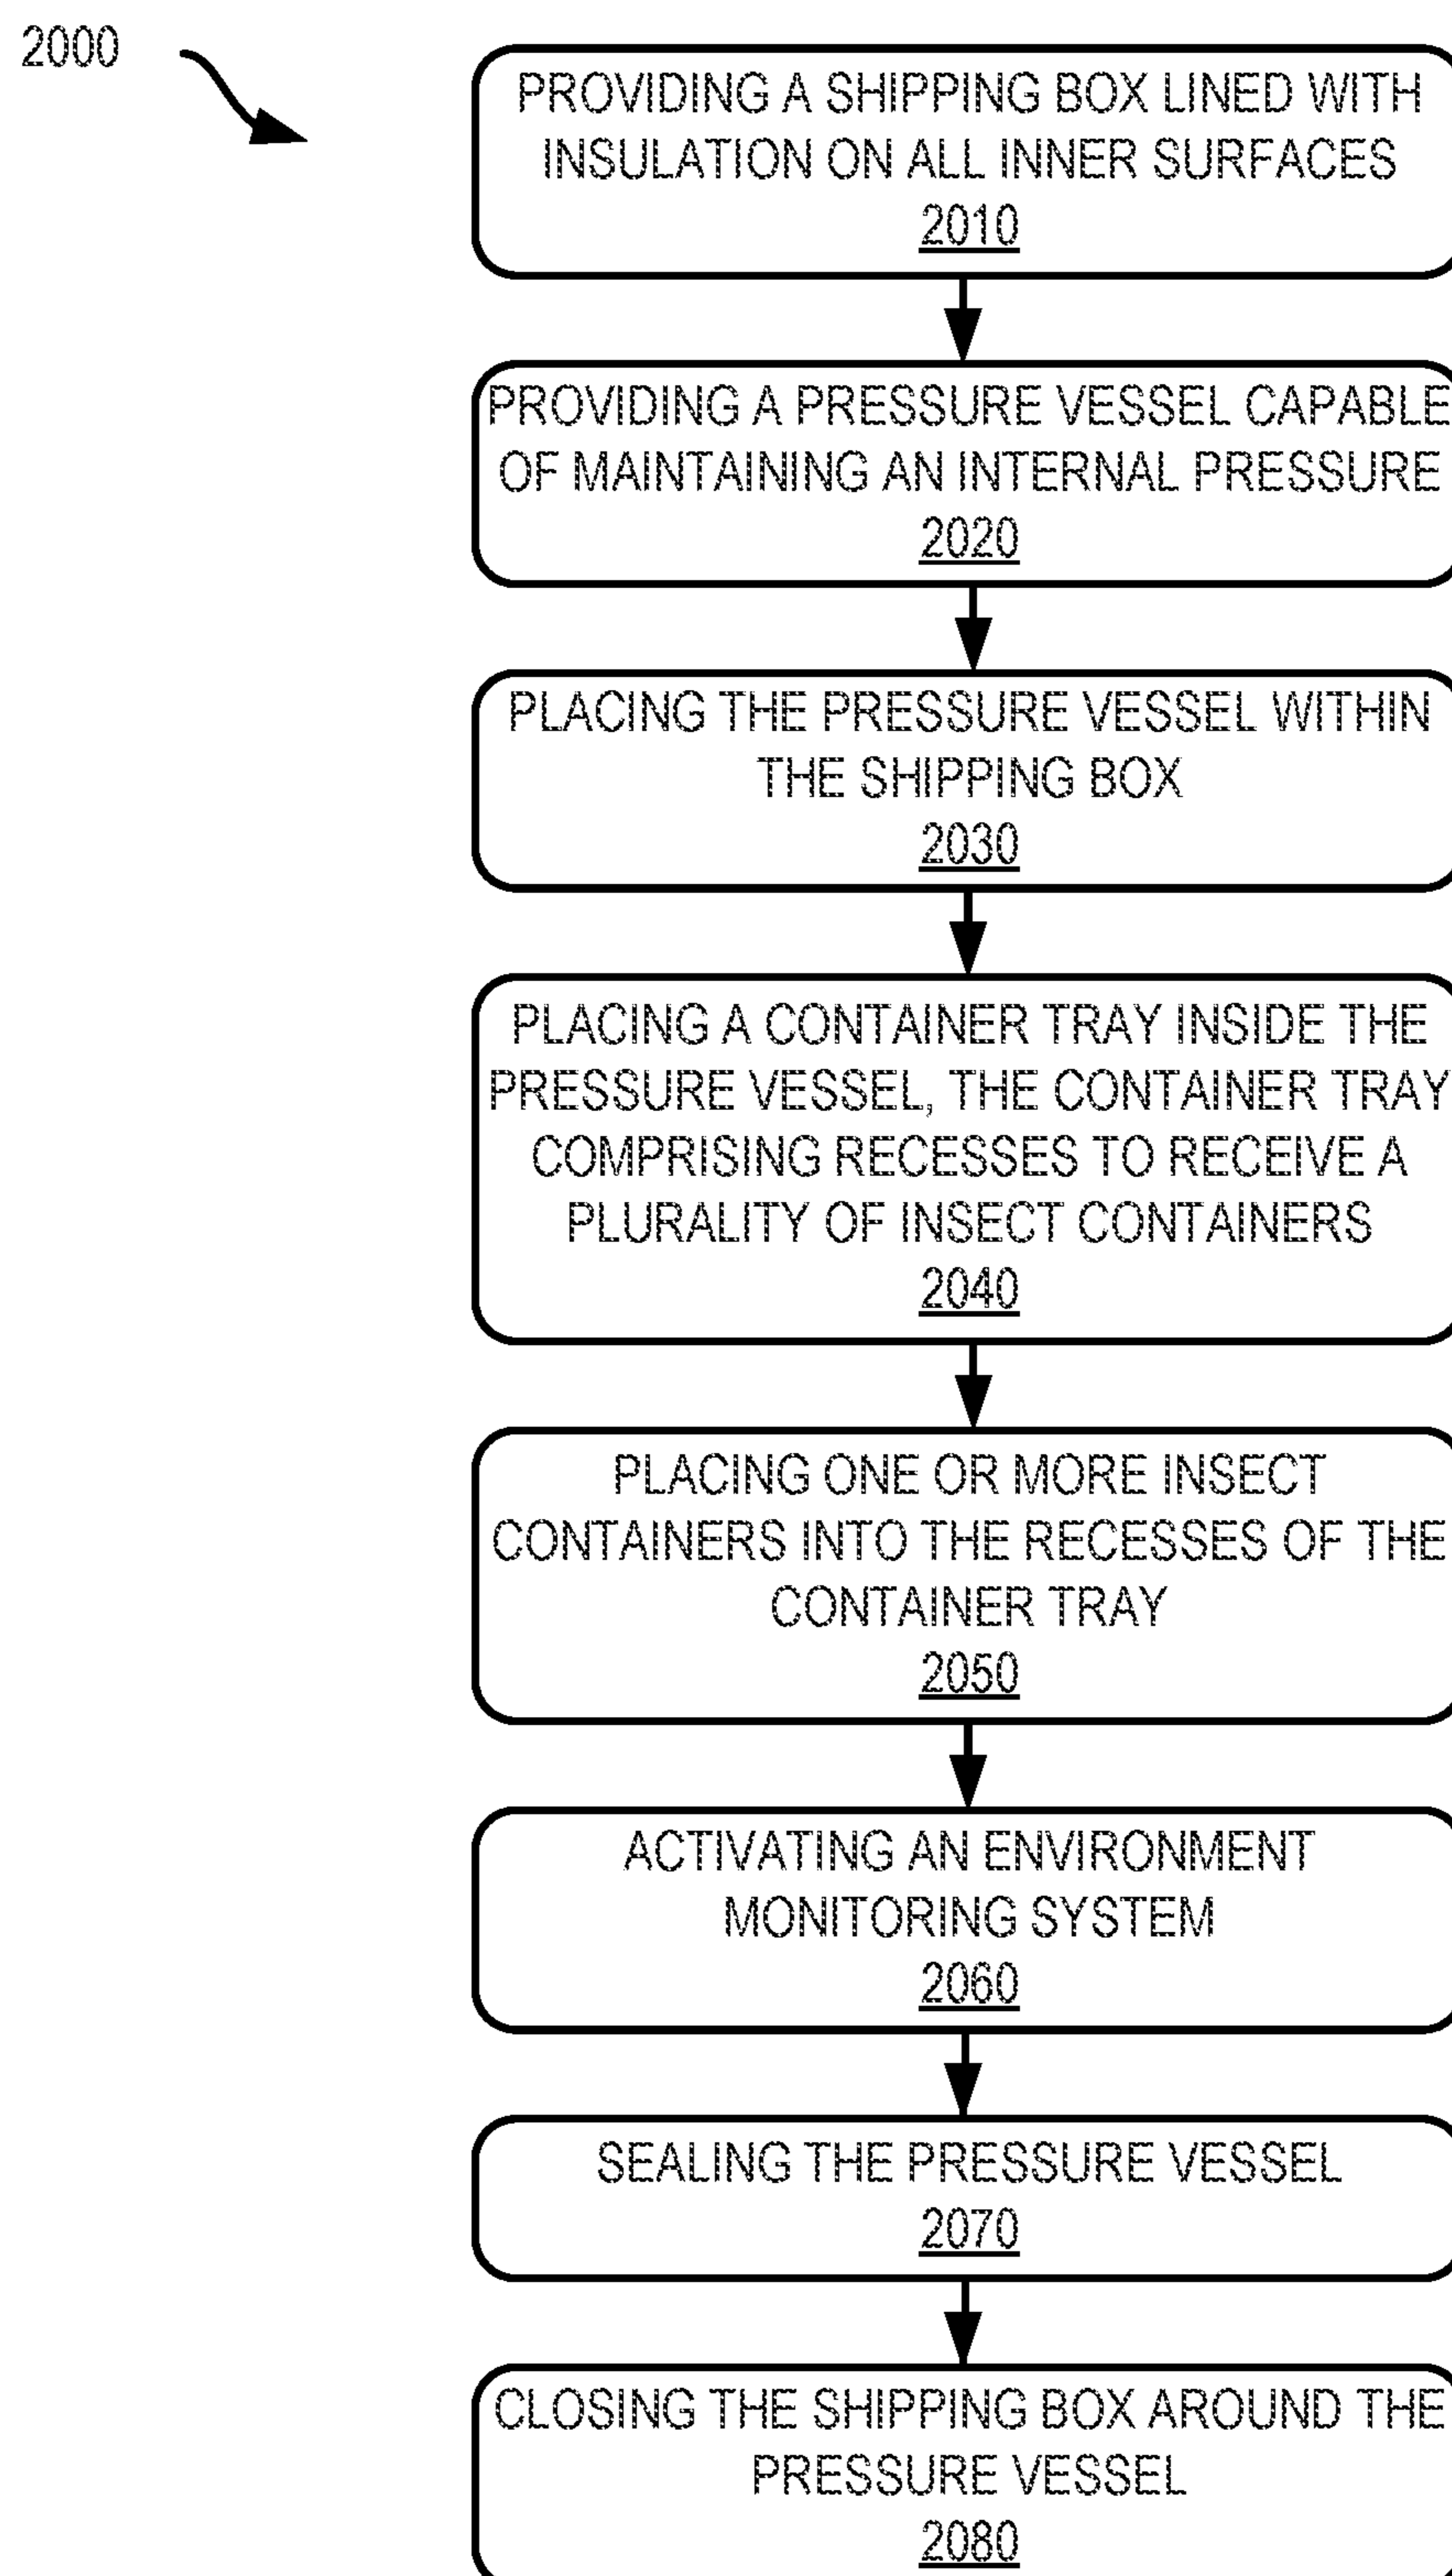 2000
PROVIDING A SHIPPING BOX LINED WITH
INSULATION ON ALL INNER SURFACES
2010
PROVIDING A PRESSURE VESSEL CAPABLE
OF MAINTAINING AN INTERNAL PRESSURE
2020
PLACING THE PRESSURE VESSEL WITHIN
THE SHIPPING BOX
2030
PLACING A CONTAINER TRAY INSIDE THE
PRESSURE VESSEL, THE CONTAINER TRAY
COMPRISING RECESSES TO RECEIVE A
PLURALITY OF INSECT CONTAINERS
2040
PLACING ONE OR MORE INSECT
CONTAINERS INTO THE RECESSES OF THE
CONTAINER TRAY
2050
ACTIVATING AN ENVIRONMENT
MONITORING SYSTEM
2060
SEALING THE PRESSURE VESSEL
2070
CLOSING THE SHIPPING BOX AROUND THE
PRESSURE VESSEL
2080